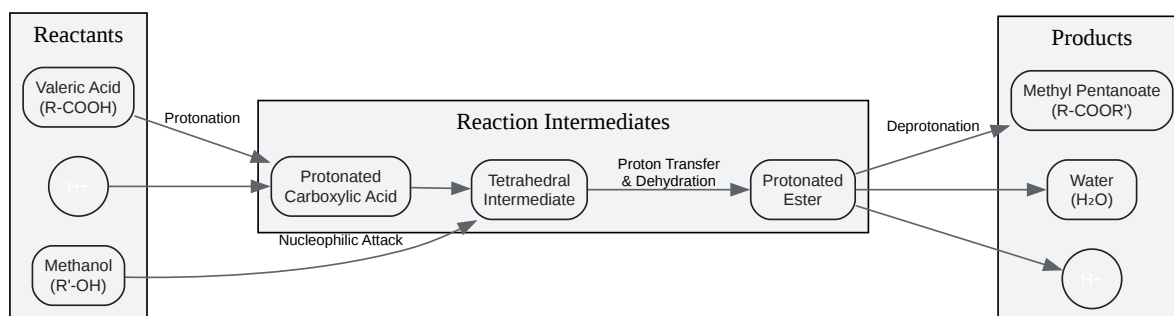 Reactants
Valeric Acid
(R-COOH)
H+
Methanol
(R'-OH)
Protonation
Nucleophilic Attack
Reaction Intermediates
Protonated
Carboxylic Acid
Tetrahedral
Intermediate
Proton Transfer
& Dehydration
Protonated
Ester
Deprotonation
Products
Methyl Pentanoate
(R-COOR')
Water
(H₂O)
H+